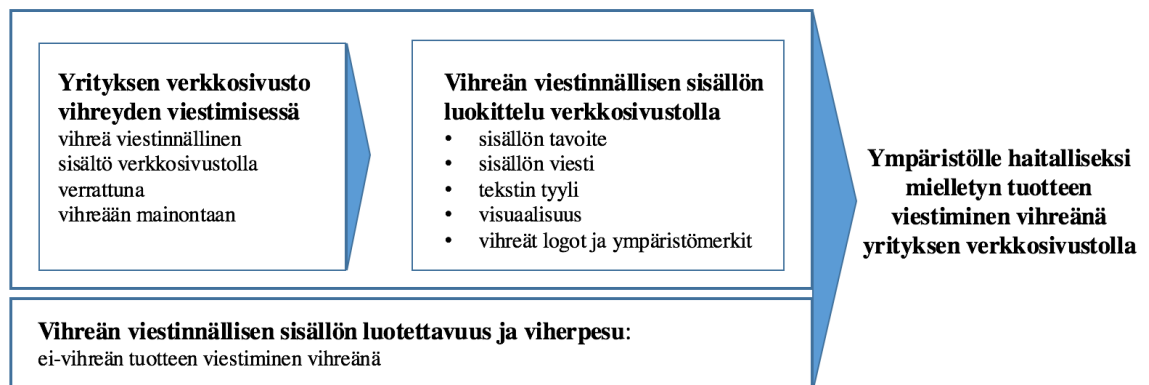 Yrityksen verkkosivusto
vihreyden viestimisessä
vihreä viestinnällinen
sisältö verkkosivustolla
verrattuna
vihreään mainontaan
Vihreän viestinnällisen sisällön
luokittelu verkkosivustolla
• sisällön tavoite
• sisällön viesti
• tekstin tyyli
• visuaalisuus
• vihreät logot ja ympäristömerkit
Ympäristölle haitalliseksi
mielletyn tuotteen
viestiminen vihreänä
yrityksen verkkosivustolla
Vihreän viestinnällisen sisällön luotettavuus ja viherpesu:
ei-vihreän tuotteen viestiminen vihreänä